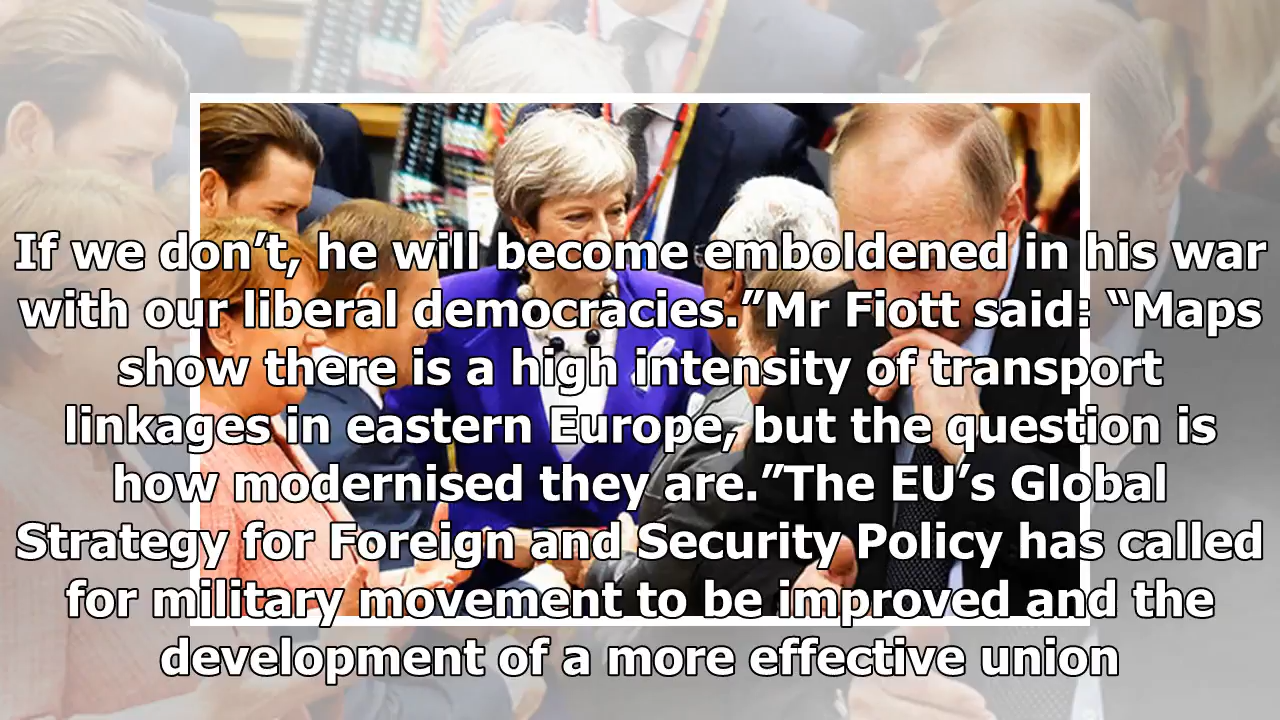 If we don’t, he will become emboldened in his war
with our liberal democracies.”Mr Fiott said: “Maps
show there is a high intensity of transport
linkages in eastern Europe, but the question is
how modernised they are.”The EU’s Global
Strategy for Foreign and Security Policy has called
for military movement to be improved and the
development of a more effective union